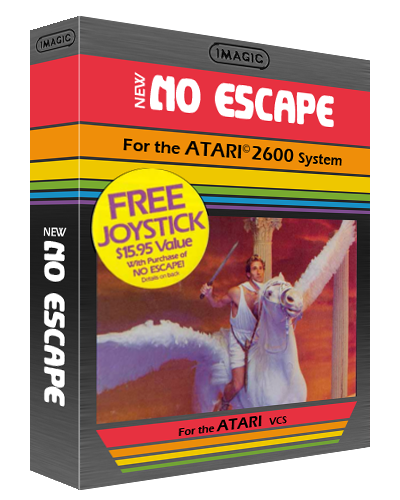 IMAGIC
IMAGIC
NEW
NO ESCAPE
For the ATARI© 2600 System
FREE
JOYSTICK
$15.95 Value
With Purchase of
NO ESCAPE!
Details on back
NEW
NO ESCAPE
For the ATARI VCS